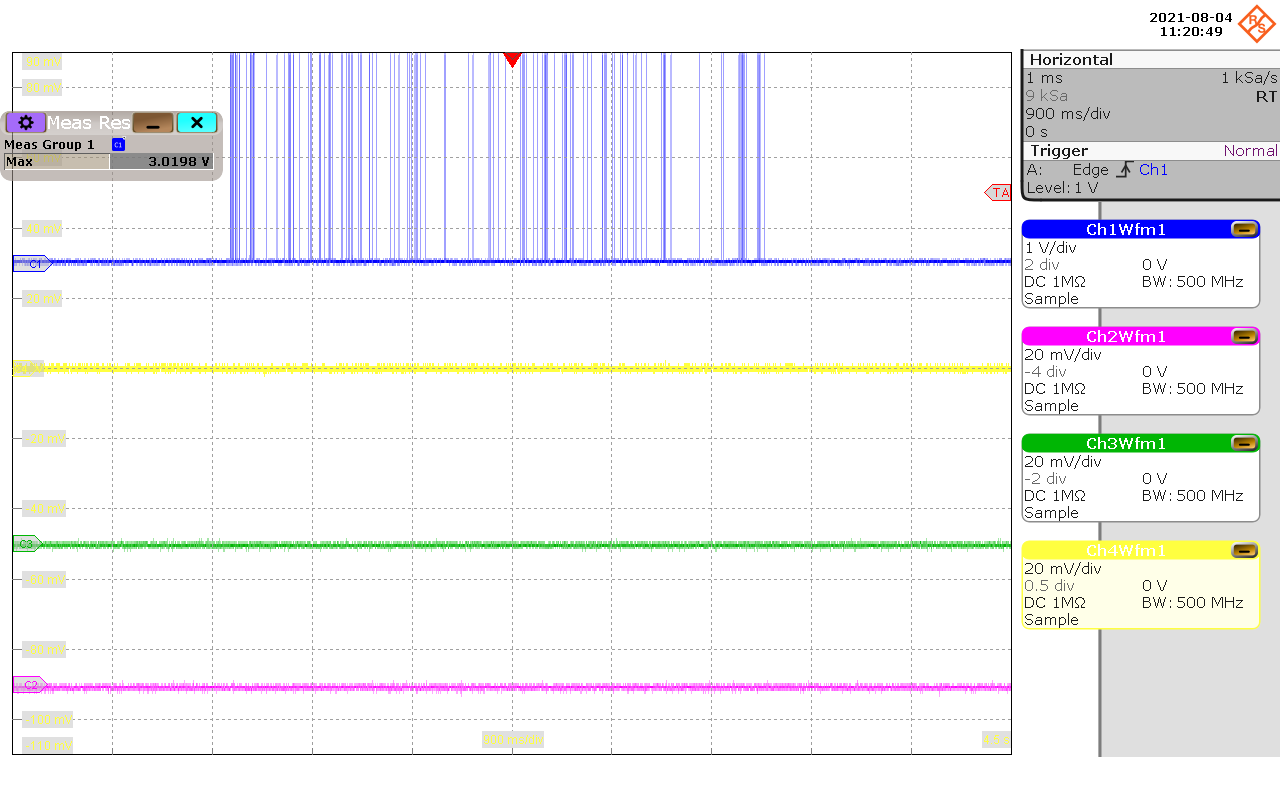 2021-08-04
11:20:49
R
S
Horizontal
1 ms 1 kSa/s
9 kSa RT
900 ms/div
0 s
Trigger Normal
A: Edge Ch1
Level: 1 V
TA
Meas Res
Meas Group 1 C1
Max 3.0198 V
C1
C3
C2
Ch1Wfm1
1 V/div
2 div 0 V
DC 1MΩ BW: 500 MHz
Sample
Ch2Wfm1
20 mV/div
-4 div 0 V
DC 1MΩ BW: 500 MHz
Sample
Ch3Wfm1
20 mV/div
-2 div 0 V
DC 1MΩ BW: 500 MHz
Sample
Ch4Wfm1
20 mV/div
0.5 div 0 V
DC 1MΩ BW: 500 MHz
Sample